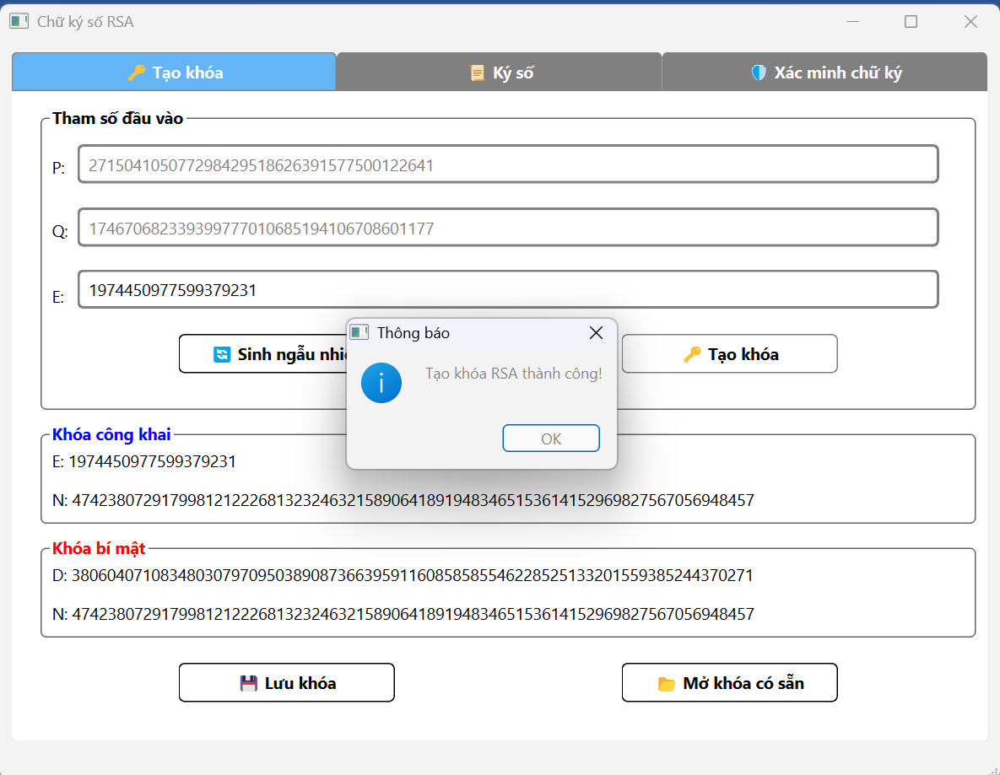 Chữ ký số RSA
Tạo khóa
Ký số
Xác minh chữ ký
Tham số đầu vào
P: 271504105077298429518626391577500122641
Q: 174670682339399777010685194106708601177
E: 1974450977599379231
Thông báo
Tạo khóa RSA thành công!
OK
Sinh ngẫu nhiê
Tạo khóa
Khóa công khai
E: 1974450977599379231
N: 47423807291799812122268132324632158906418919483465153614152969827567056948457
Khóa bí mật
D: 38060407108348030797095038908736639591160858585546228525133201559385244370271
N: 47423807291799812122268132324632158906418919483465153614152969827567056948457
Lưu khóa
Mở khóa có sẵn